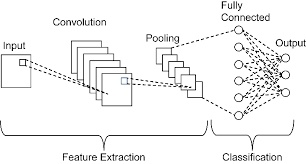 Input
Convolution
Pooling
Fully
Connected
Output
Feature Extraction
Classification